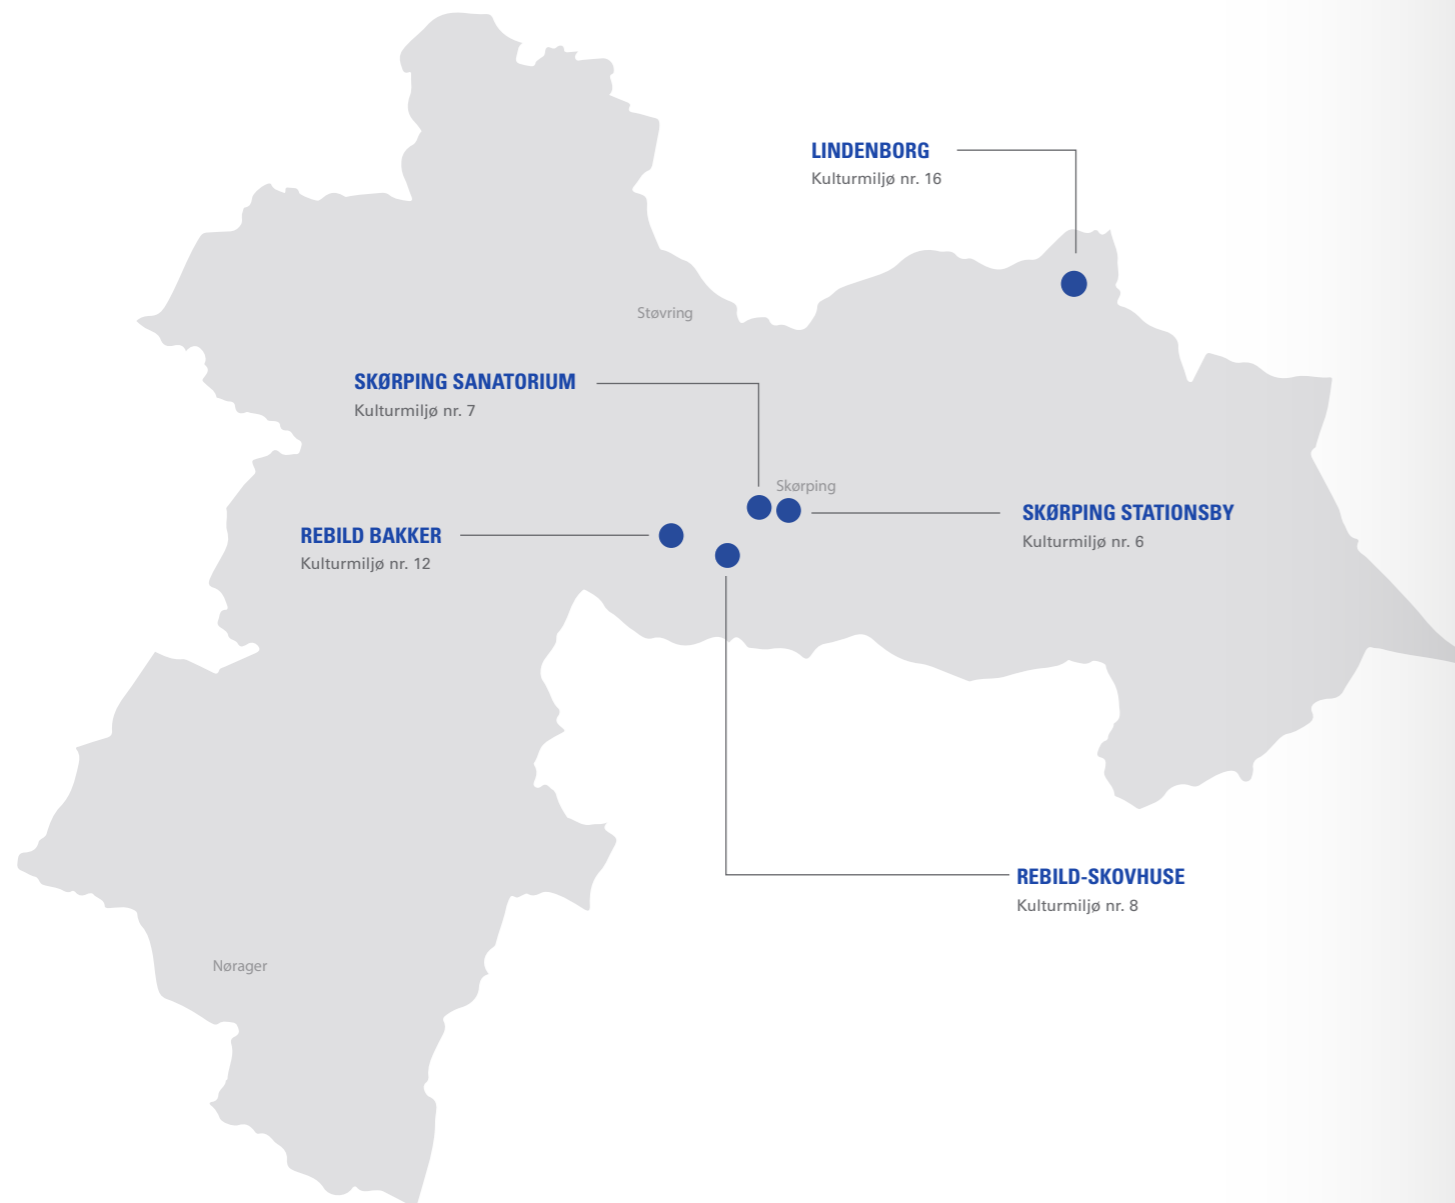 LINDENBORG
Kulturmiljø nr. 16
Støvring
SKØRPING SANATORIUM
Kulturmiljø nr. 7
Skørping
SKØRPING STATIONSBY
Kulturmiljø nr. 6
REBILD BAKKER
Kulturmiljø nr. 12
REBILD-SKOVHUSE
Kulturmiljø nr. 8
Nørager